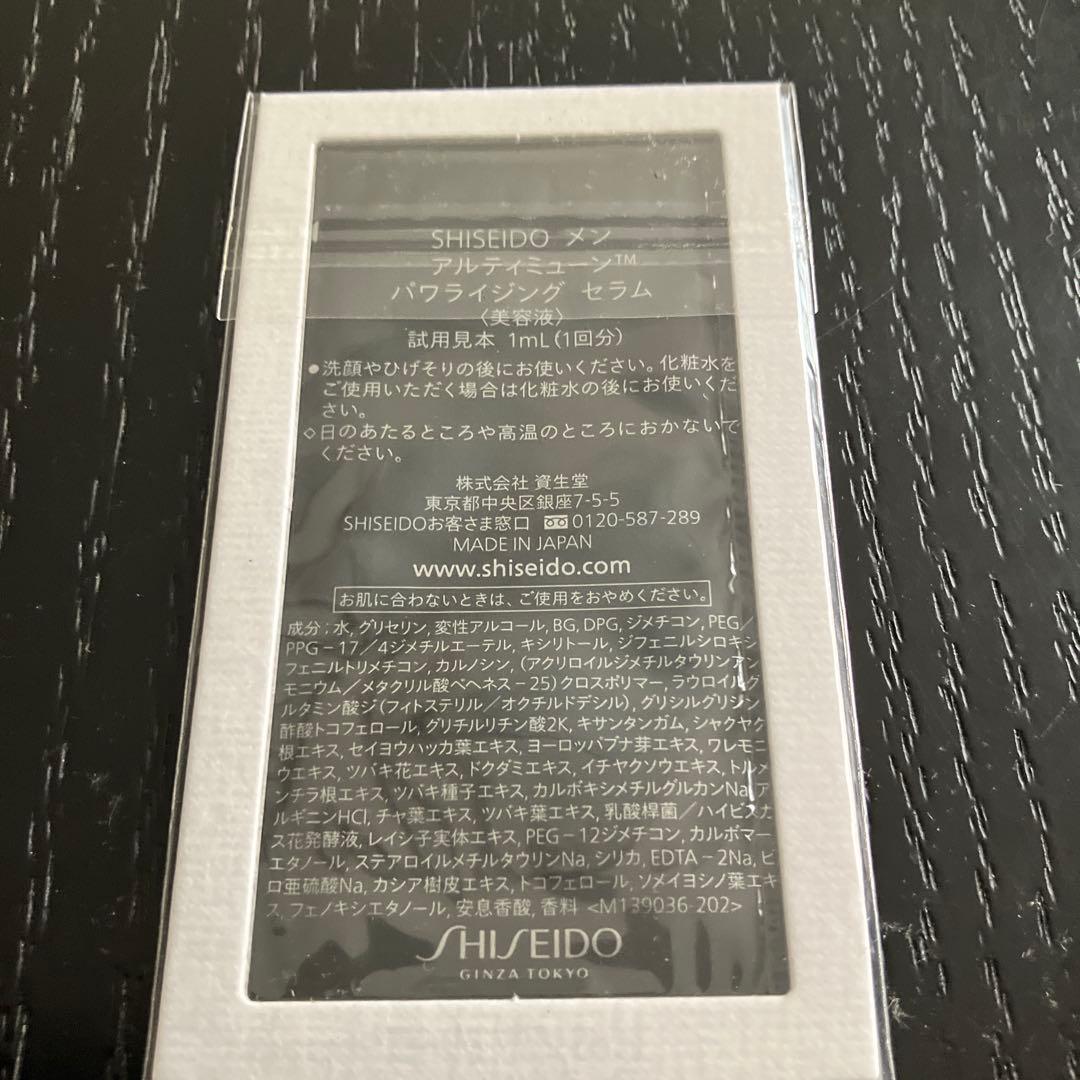 SHISEIDO メン
アルティミューン™
パワライジング セラム
〈美容液〉
試用見本 1mL(1回分)
●洗顔やひげそりの後にお使いください。化粧水を
ご使用いただく場合は化粧水の後にお使いくだ
さい。
◇日のあたるところや高温のところにおかないで
ください。
株式会社 資生堂
東京都中央区銀座7-5-5
SHISEIDOお客さま窓口 0120-587-289
MADE IN JAPAN
www.shiseido.com
お肌に合わないときは、ご使用をおやめください。
成分;水, グリセリン, 変性アルコール, BG, DPG, ジメチコン, PEG/
PPG-17/4ジメチルエーテル, キシリトール, ジフェニルシロキシ
フェニルトリメチコン, カルノシン, (アクリロイルジメチルタウリンアン
モニウム/メタクリル酸ベヘネス-25)クロスポリマー, ラウロイルグ
ルタミン酸ジ(フィトステリル/オクチルドデシル), グリシルグリシン,
酢酸トコフェロール, グリチルリチン酸2K, キサンタンガム, シャクヤク
根エキス, セイヨウハッカ葉エキス, ヨーロッパブナ芽エキス, ワレモコ
ウエキス, ツバキ花エキス, ドクダミエキス, イチヤクソウエキス, トルメ
ンチラ根エキス, ツバキ種子エキス, カルボキシメチルグルカンNa, ア
ルギニンHCl, チャ葉エキス, ツバキ葉エキス, 乳酸桿菌/ハイビスカ
ス花発酵液, レイシ子実体エキス, PEG-12ジメチコン, カルボマー,
エタノール, ステアロイルメチルタウリンNa, シリカ, EDTA-2Na, ピ
ロ亜硫酸Na, カシア樹皮エキス, トコフェロール, ソメイヨシノ葉エキ
ス, フェノキシエタノール, 安息香酸, 香料 <M139036-202>
SHISEIDO
GINZA TOKYO